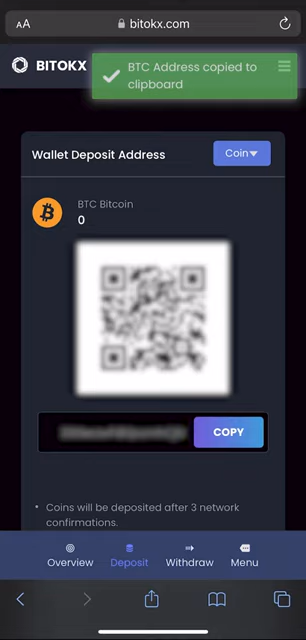 AA
bitokx.com
BITOKX
BTC Address copied to
clipboard
Wallet Deposit Address
Coin
BTC Bitcoin
0
COPY
• Coins will be deposited after 3 network
confirmations.
Overview
Deposit
Withdraw
Menu